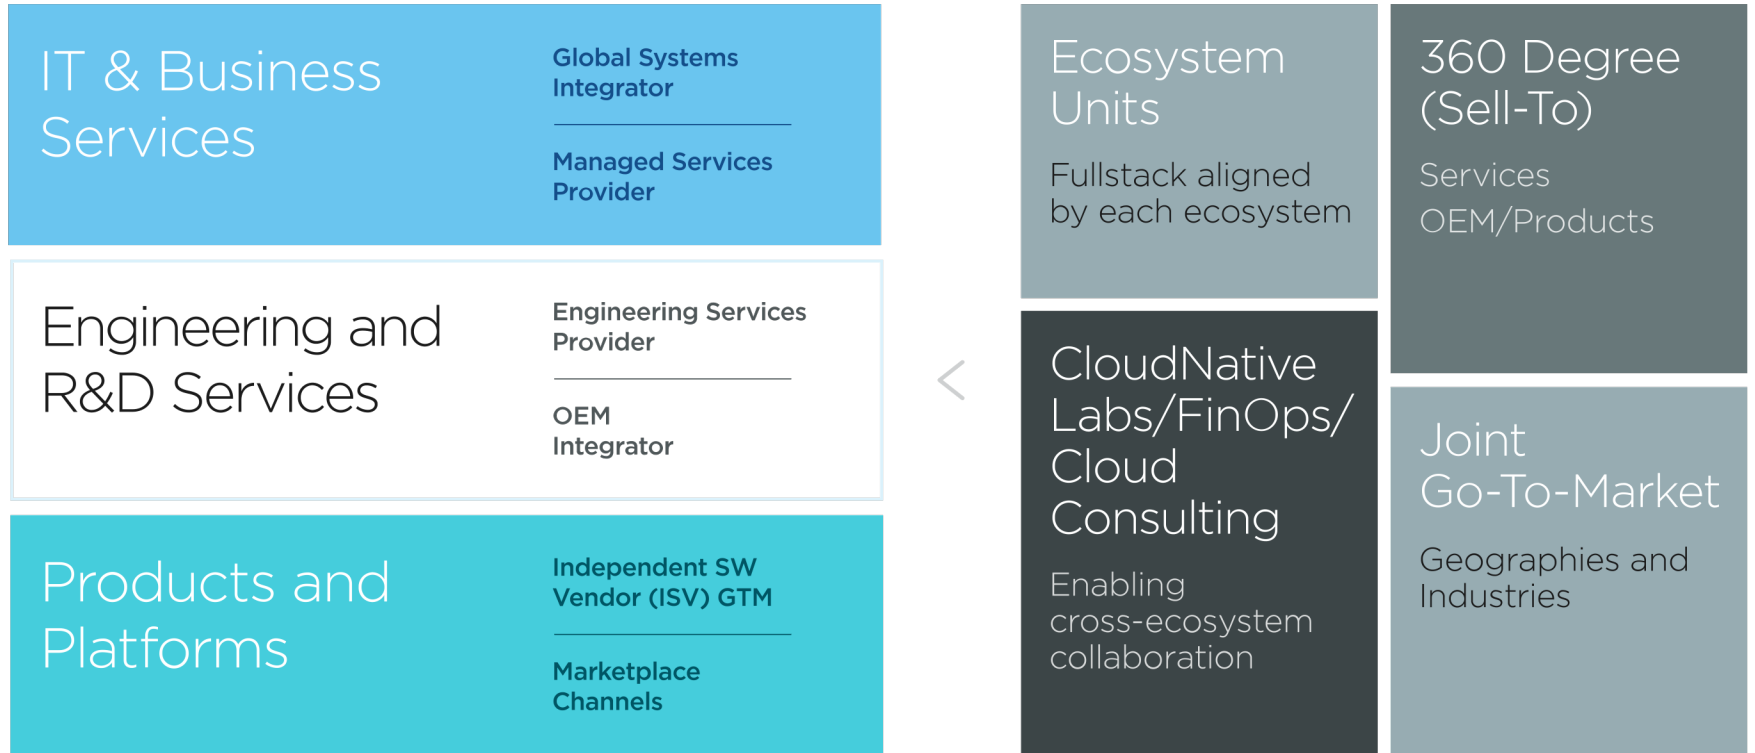 IT & Business
Services
Global Systems
Integrator
Managed Services
Provider
Engineering and
R&D Services
Engineering Services
Provider
OEM
Integrator
Products and
Platforms
Independent SW
Vendor (ISV) GTM
Marketplace
Channels
Ecosystem
Units
Fullstack aligned
by each ecosystem
360 Degree
(Sell-To)
Services
OEM/Products
CloudNative
Labs/FinOps/
Cloud
Consulting
Enabling
cross-ecosystem
collaboration
Joint
Go-To-Market
Geographies and
Industries